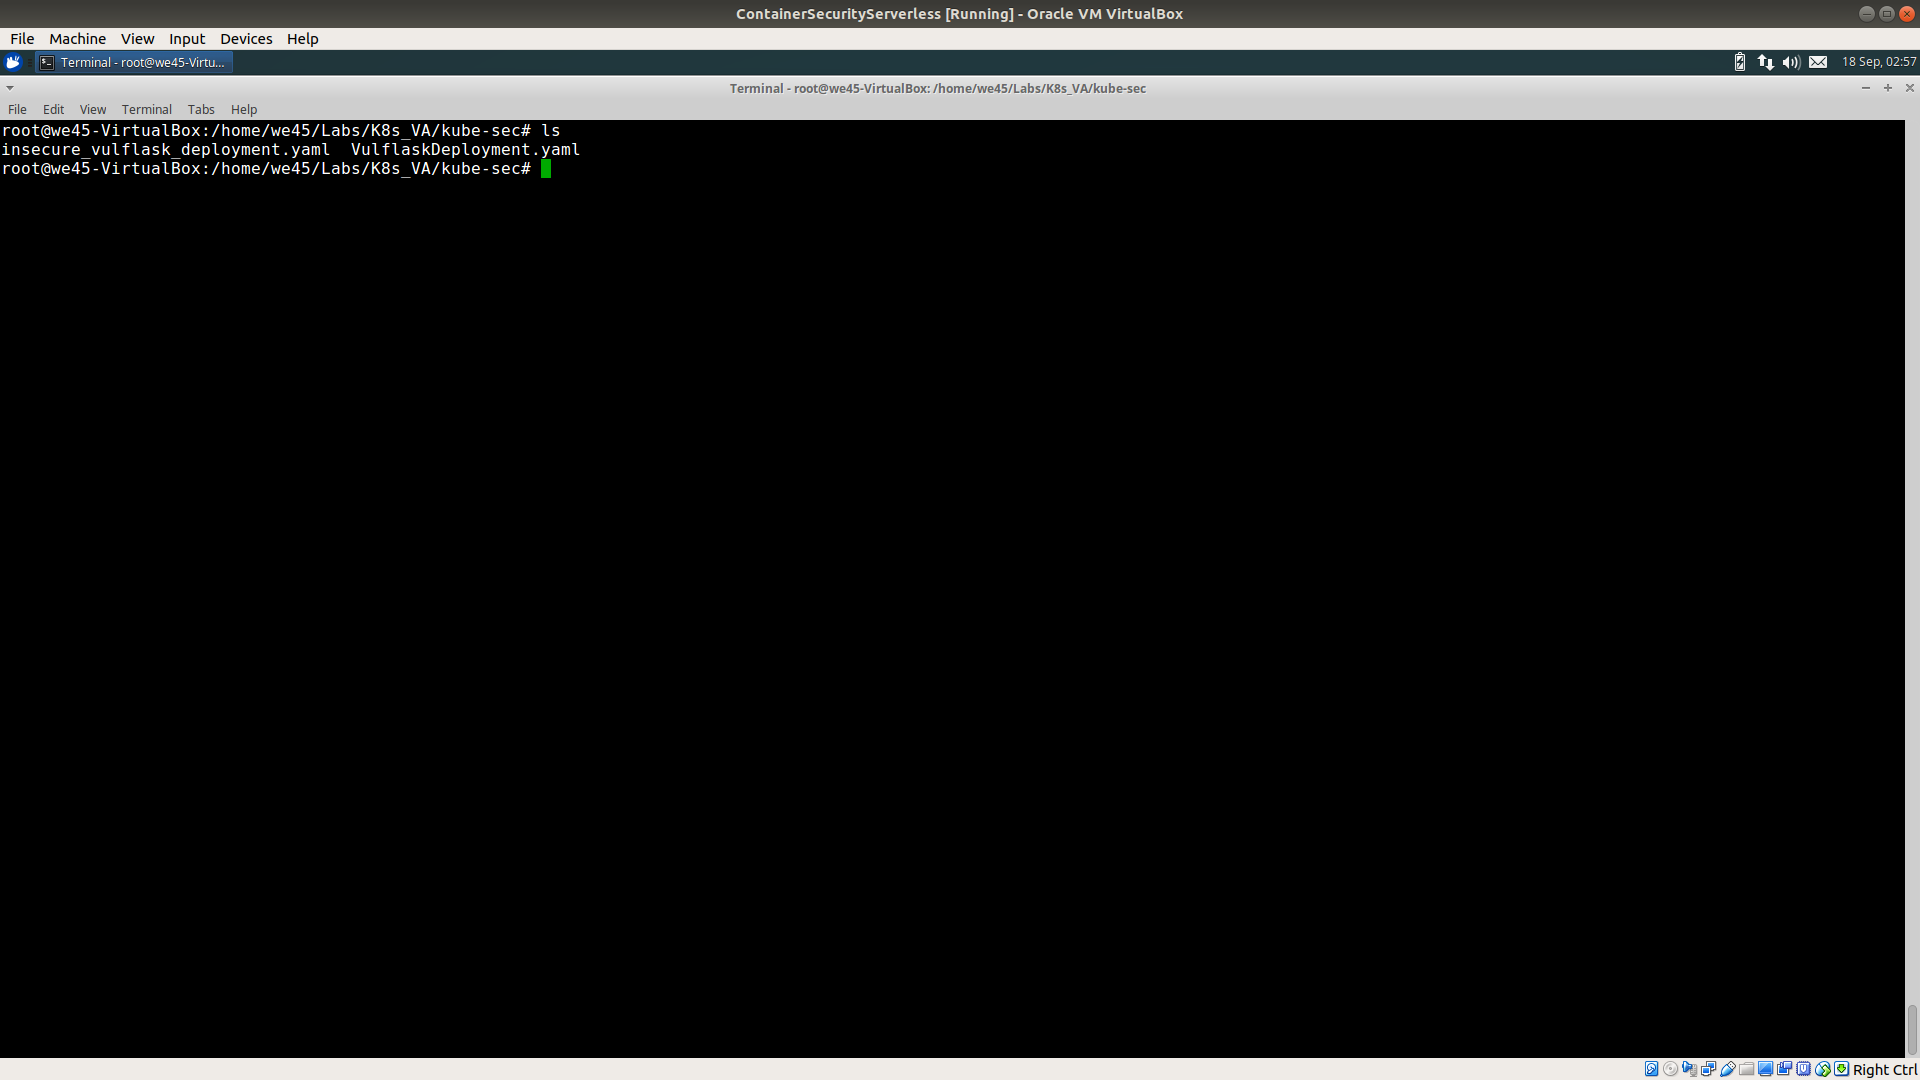 ContainerSecurityServerless [Running] - Oracle VM VirtualBox
File Machine View Input Devices Help
Terminal - root@we45-Virtu... 18 Sep, 02:57
Terminal - root@we45-VirtualBox: /home/we45/Labs/K8s_VA/kube-sec
File Edit View Terminal Tabs Help
root@we45-VirtualBox:/home/we45/Labs/K8s_VA/kube-sec# ls
insecure_vulflask_deployment.yaml  VulflaskDeployment.yaml
root@we45-VirtualBox:/home/we45/Labs/K8s_VA/kube-sec#
Right Ctrl